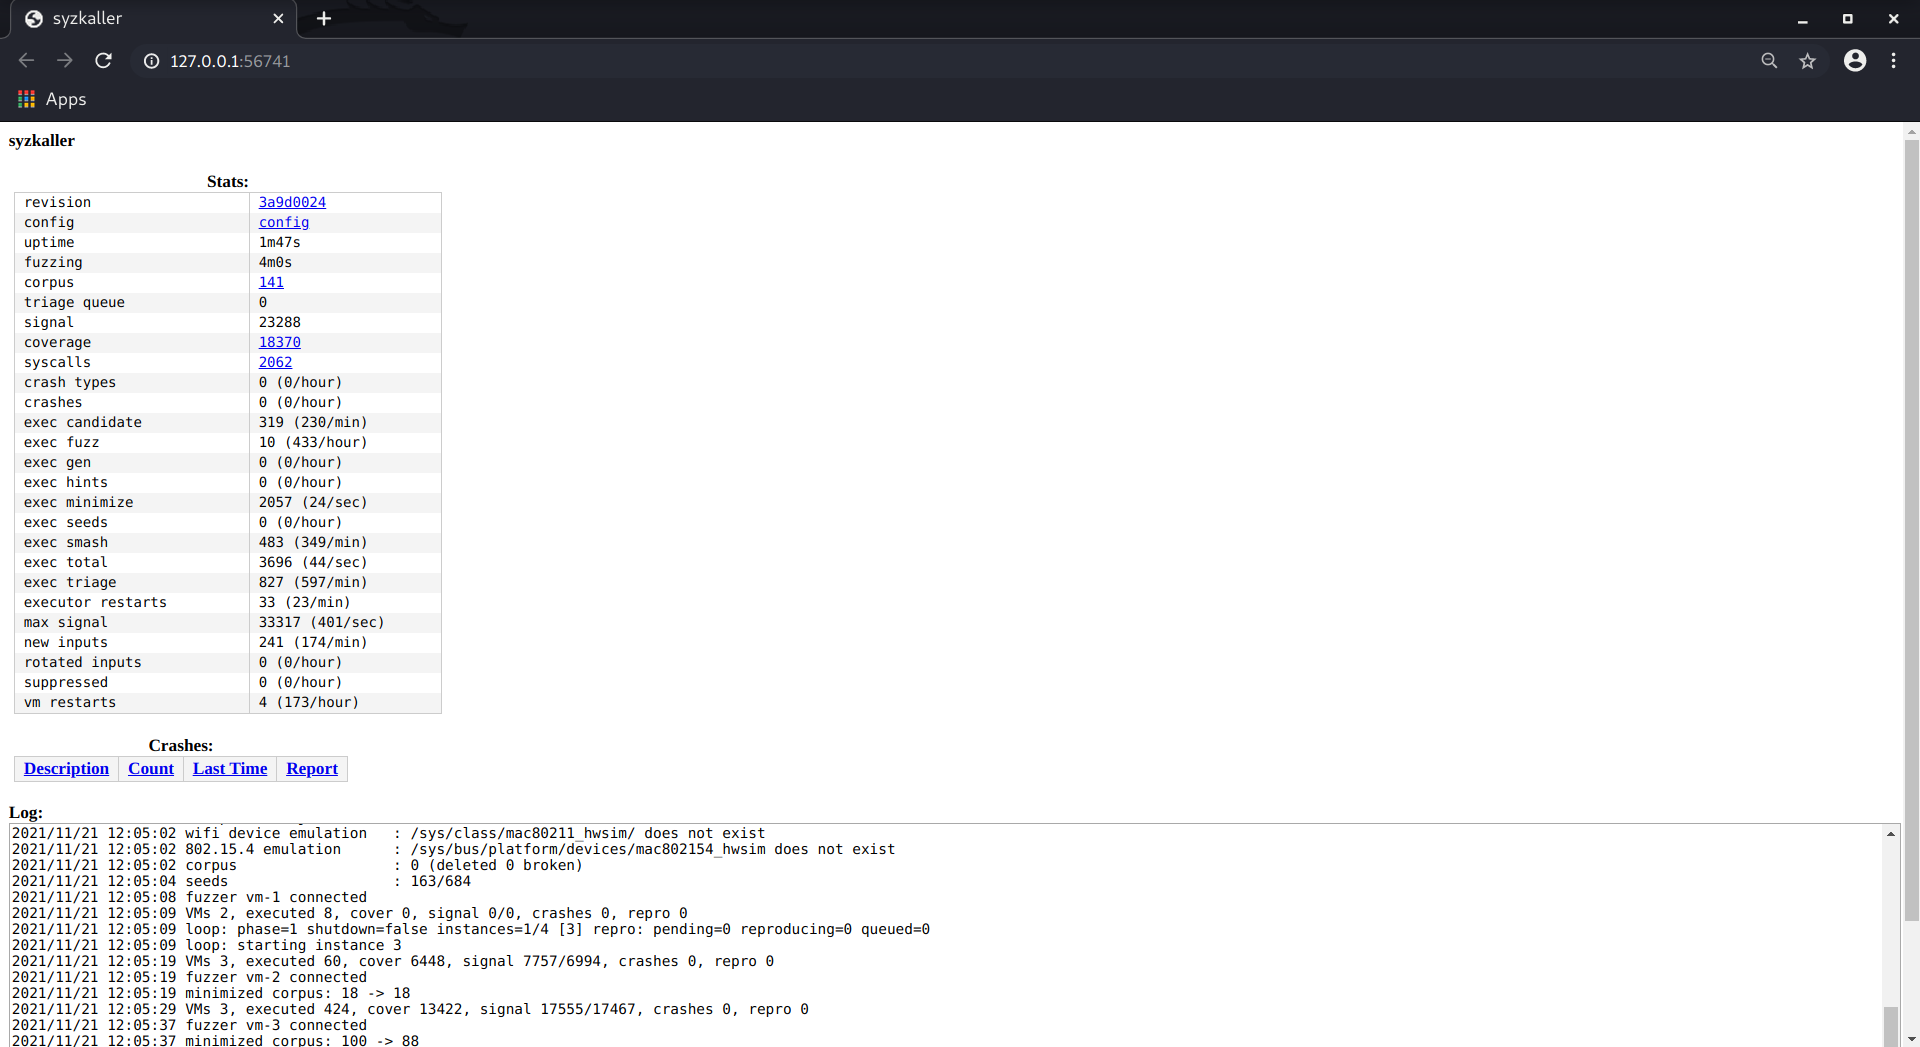 syzkaller
127.0.0.1:56741
Apps
syzkaller
Stats:
revision 3a9d0024
config config
uptime 1m47s
fuzzing 4m0s
corpus 141
triage queue 0
signal 23288
coverage 18370
syscalls 2062
crash types 0 (0/hour)
crashes 0 (0/hour)
exec candidate 319 (230/min)
exec fuzz 10 (433/hour)
exec gen 0 (0/hour)
exec hints 0 (0/hour)
exec minimize 2057 (24/sec)
exec seeds 0 (0/hour)
exec smash 483 (349/min)
exec total 3696 (44/sec)
exec triage 827 (597/min)
executor restarts 33 (23/min)
max signal 33317 (401/sec)
new inputs 241 (174/min)
rotated inputs 0 (0/hour)
suppressed 0 (0/hour)
vm restarts 4 (173/hour)
Crashes:
Description Count Last Time Report
Log:
2021/11/21 12:05:02 wifi device emulation : /sys/class/mac80211_hwsim/ does not exist
2021/11/21 12:05:02 802.15.4 emulation : /sys/bus/platform/devices/mac802154_hwsim does not exist
2021/11/21 12:05:02 corpus : 0 (deleted 0 broken)
2021/11/21 12:05:04 seeds : 163/684
2021/11/21 12:05:08 fuzzer vm-1 connected
2021/11/21 12:05:09 VMs 2, executed 8, cover 0, signal 0/0, crashes 0, repro 0
2021/11/21 12:05:09 loop: phase=1 shutdown=false instances=1/4 [3] repro: pending=0 reproducing=0 queued=0
2021/11/21 12:05:09 loop: starting instance 3
2021/11/21 12:05:19 VMs 3, executed 60, cover 6448, signal 7757/6994, crashes 0, repro 0
2021/11/21 12:05:19 fuzzer vm-2 connected
2021/11/21 12:05:19 minimized corpus: 18 -> 18
2021/11/21 12:05:29 VMs 3, executed 424, cover 13422, signal 17555/17467, crashes 0, repro 0
2021/11/21 12:05:37 fuzzer vm-3 connected
2021/11/21 12:05:37 minimized corpus: 100 -> 88